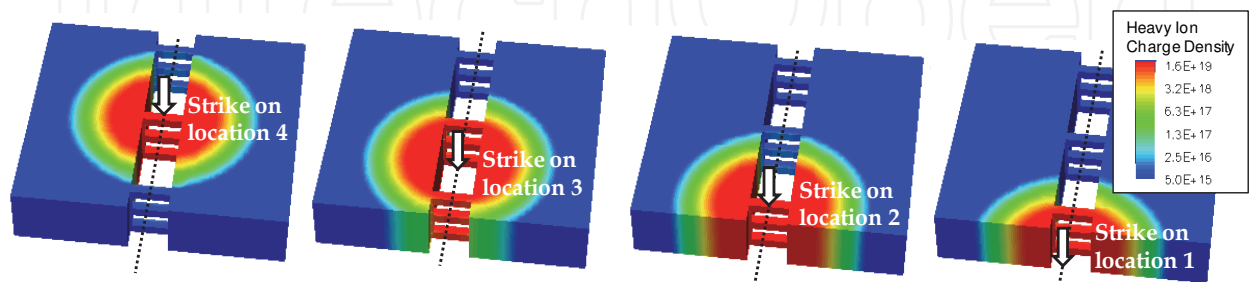 Heavy Ion
Charge Density
1.6E+19
3.2E+18
6.3E+17
1.3E+17
2.5E+16
5.0E+15
Strike on
location 4
Strike on
location 3
Strike on
location 2
Strike on
location 1